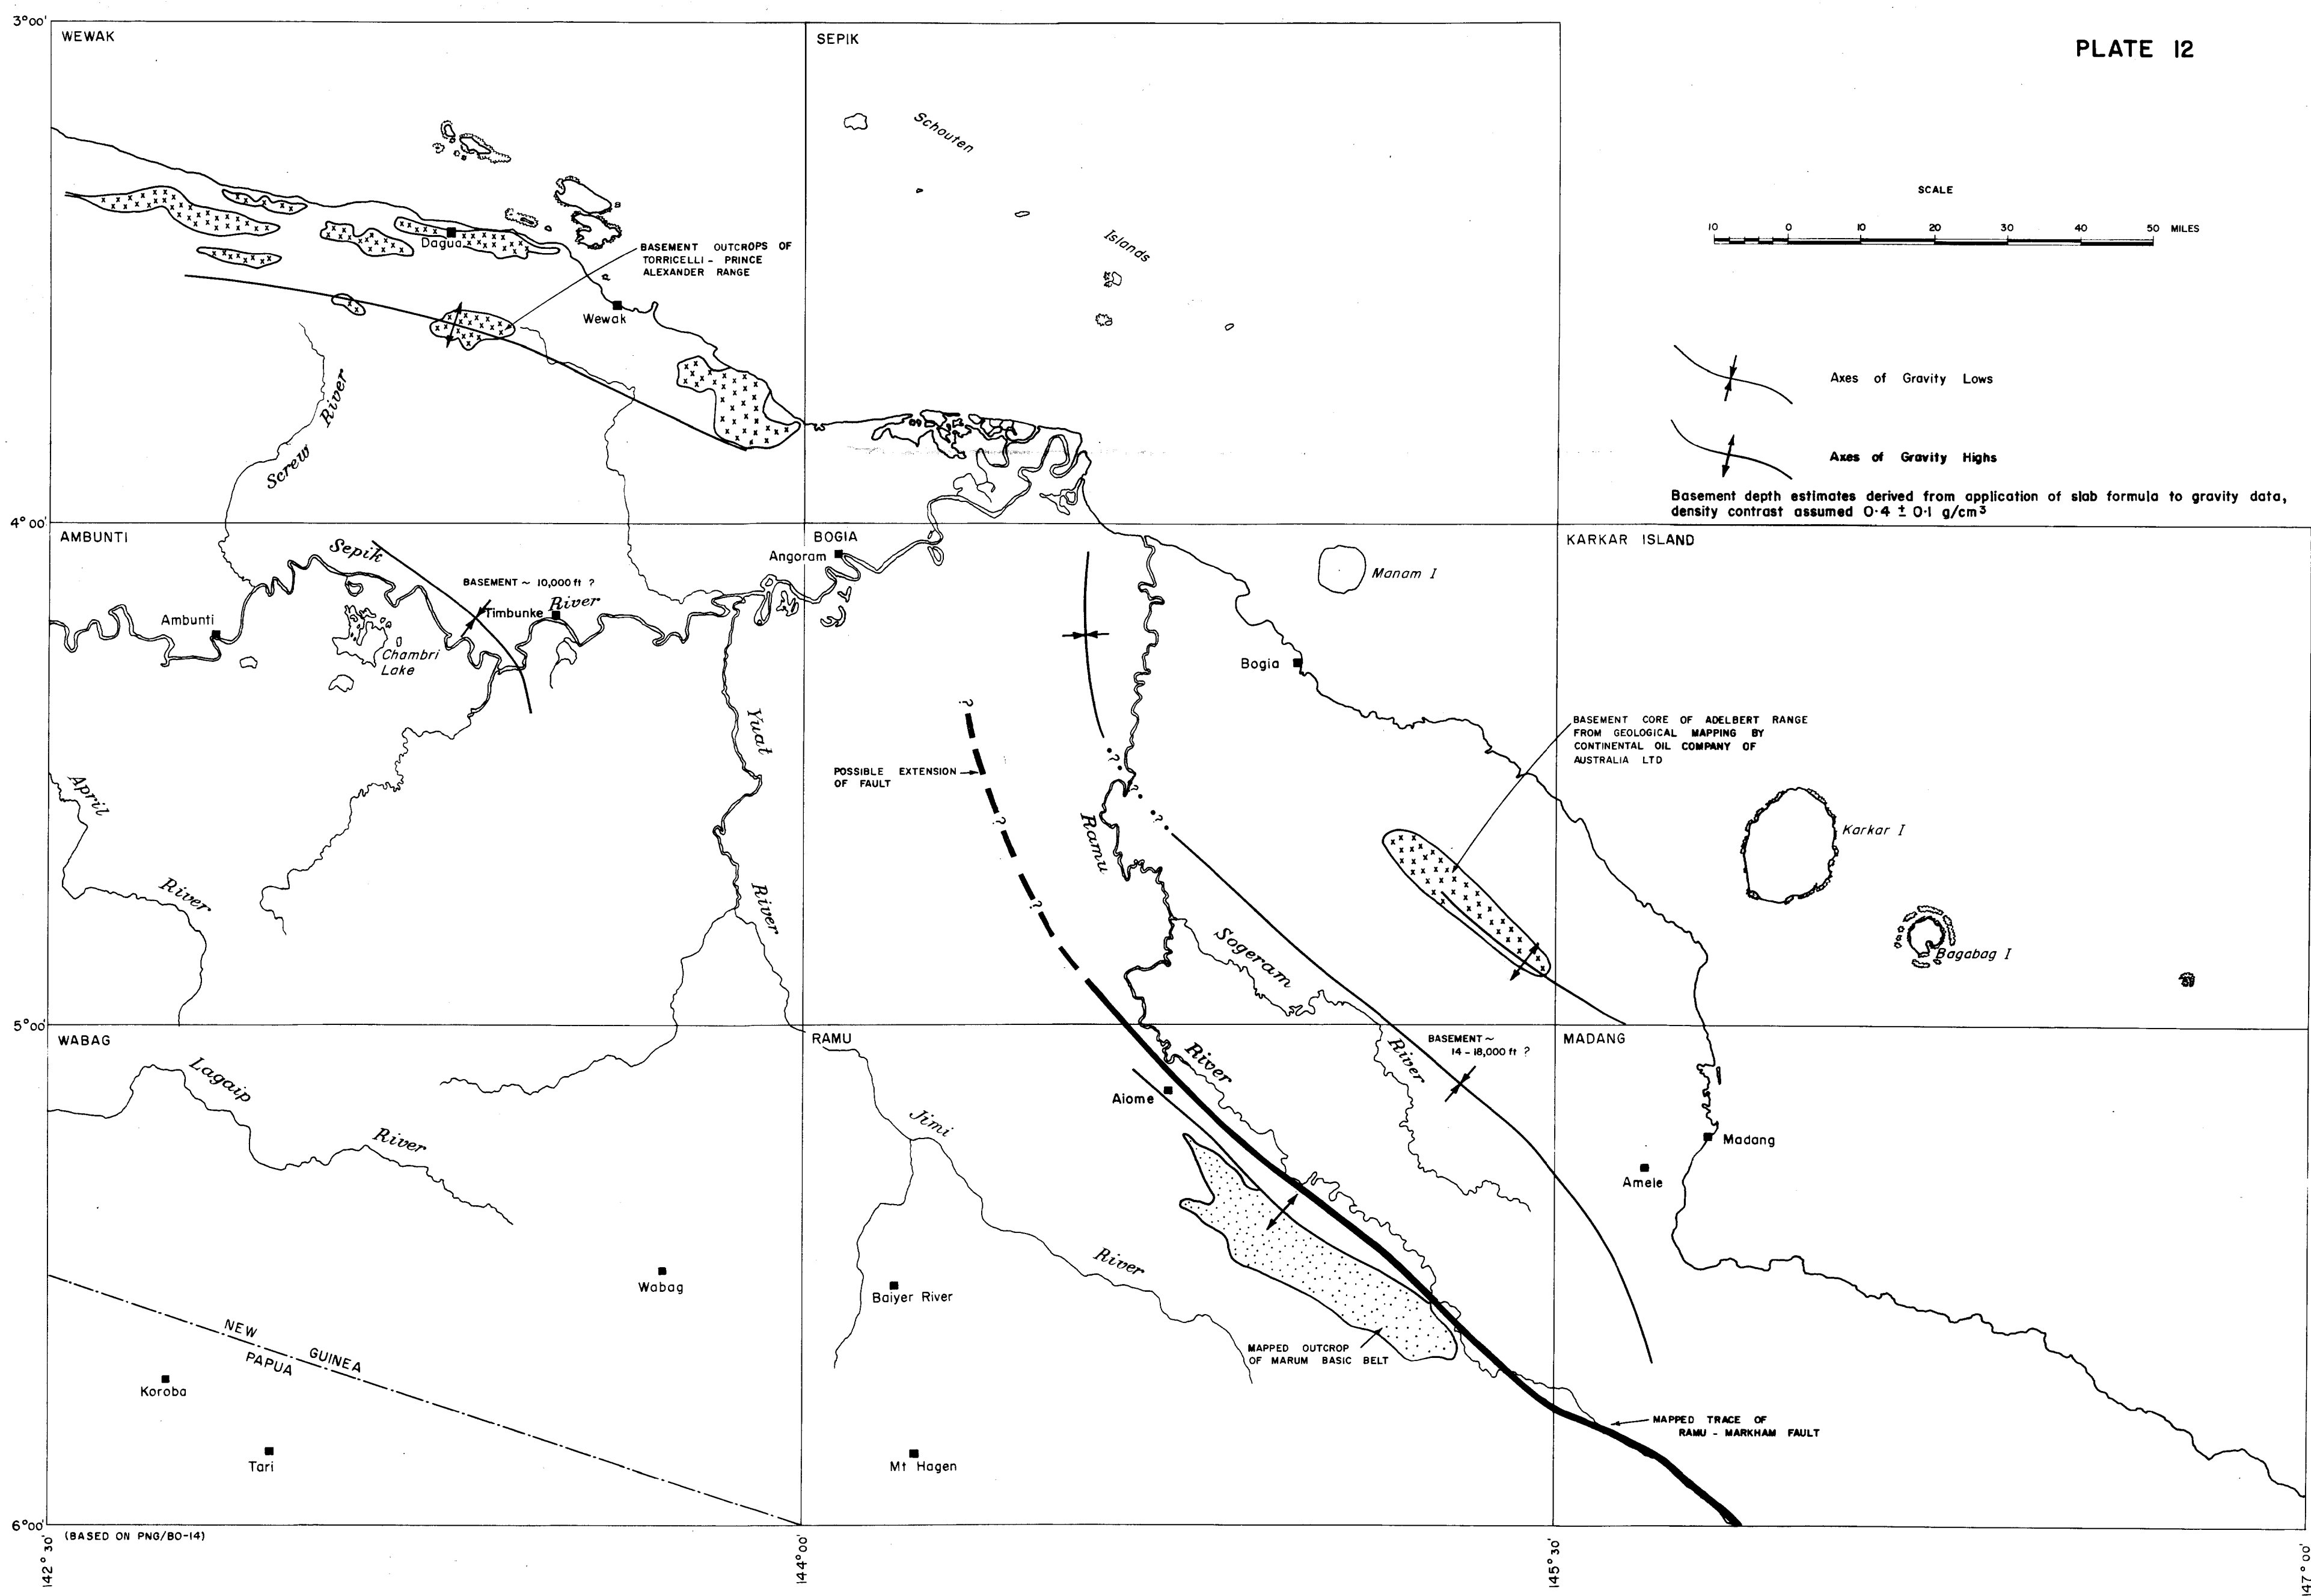 PLATE 12
3°00'
WEWAK
SEPIK
Schouten
Islands
SCALE
10 0 10 20 30 40 50 MILES
Dagua
BASEMENT OUTCROPS OF
TORRICELLI - PRINCE
ALEXANDER RANGE
Wewak
Screw River
Axes of Gravity Lows
Axes of Gravity Highs
Basement depth estimates derived from application of slab formula to gravity data,
density contrast assumed 0·4 ± 0·1 g/cm³
4°00'
AMBUNTI
BOGIA
KARKAR ISLAND
Sepik River
Angoram
Manam I
BASEMENT ~ 10,000 ft ?
Timbunke
Ambunti
Chambri
Lake
Bogia
Yuat River
April River
?
POSSIBLE EXTENSION
OF FAULT
?
?
?
?
?
Ramu River
BASEMENT CORE OF ADELBERT RANGE
FROM GEOLOGICAL MAPPING BY
CONTINENTAL OIL COMPANY OF
AUSTRALIA LTD
Karkar I
Bagabag I
Sogeram River
5°00'
WABAG
RAMU
MADANG
BASEMENT ~
14 - 18,000 ft ?
Lagaip River
Jimi River
Aiome
Madang
Amele
Wabag
Baiyer River
MAPPED OUTCROP
OF MARUM BASIC BELT
NEW GUINEA
PAPUA
Koroba
Tari
Mt Hagen
MAPPED TRACE OF
RAMU - MARKHAM FAULT
6°00'
(BASED ON PNG/BO-14)
142°30'
144°00'
145°30'
147°00'